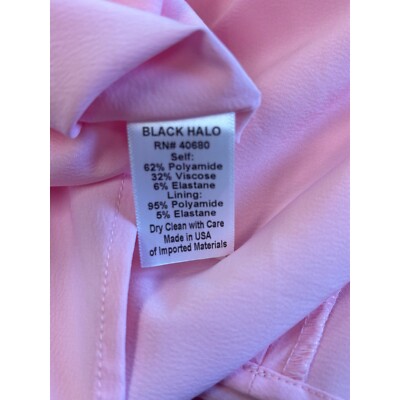 BLACK HALO
RN# 40680
Self:
62% Polyamide
32% Viscose
6% Elastane
Lining:
95% Polyamide
5% Elastane
Dry Clean with Care
Made in USA
of Imported Materials